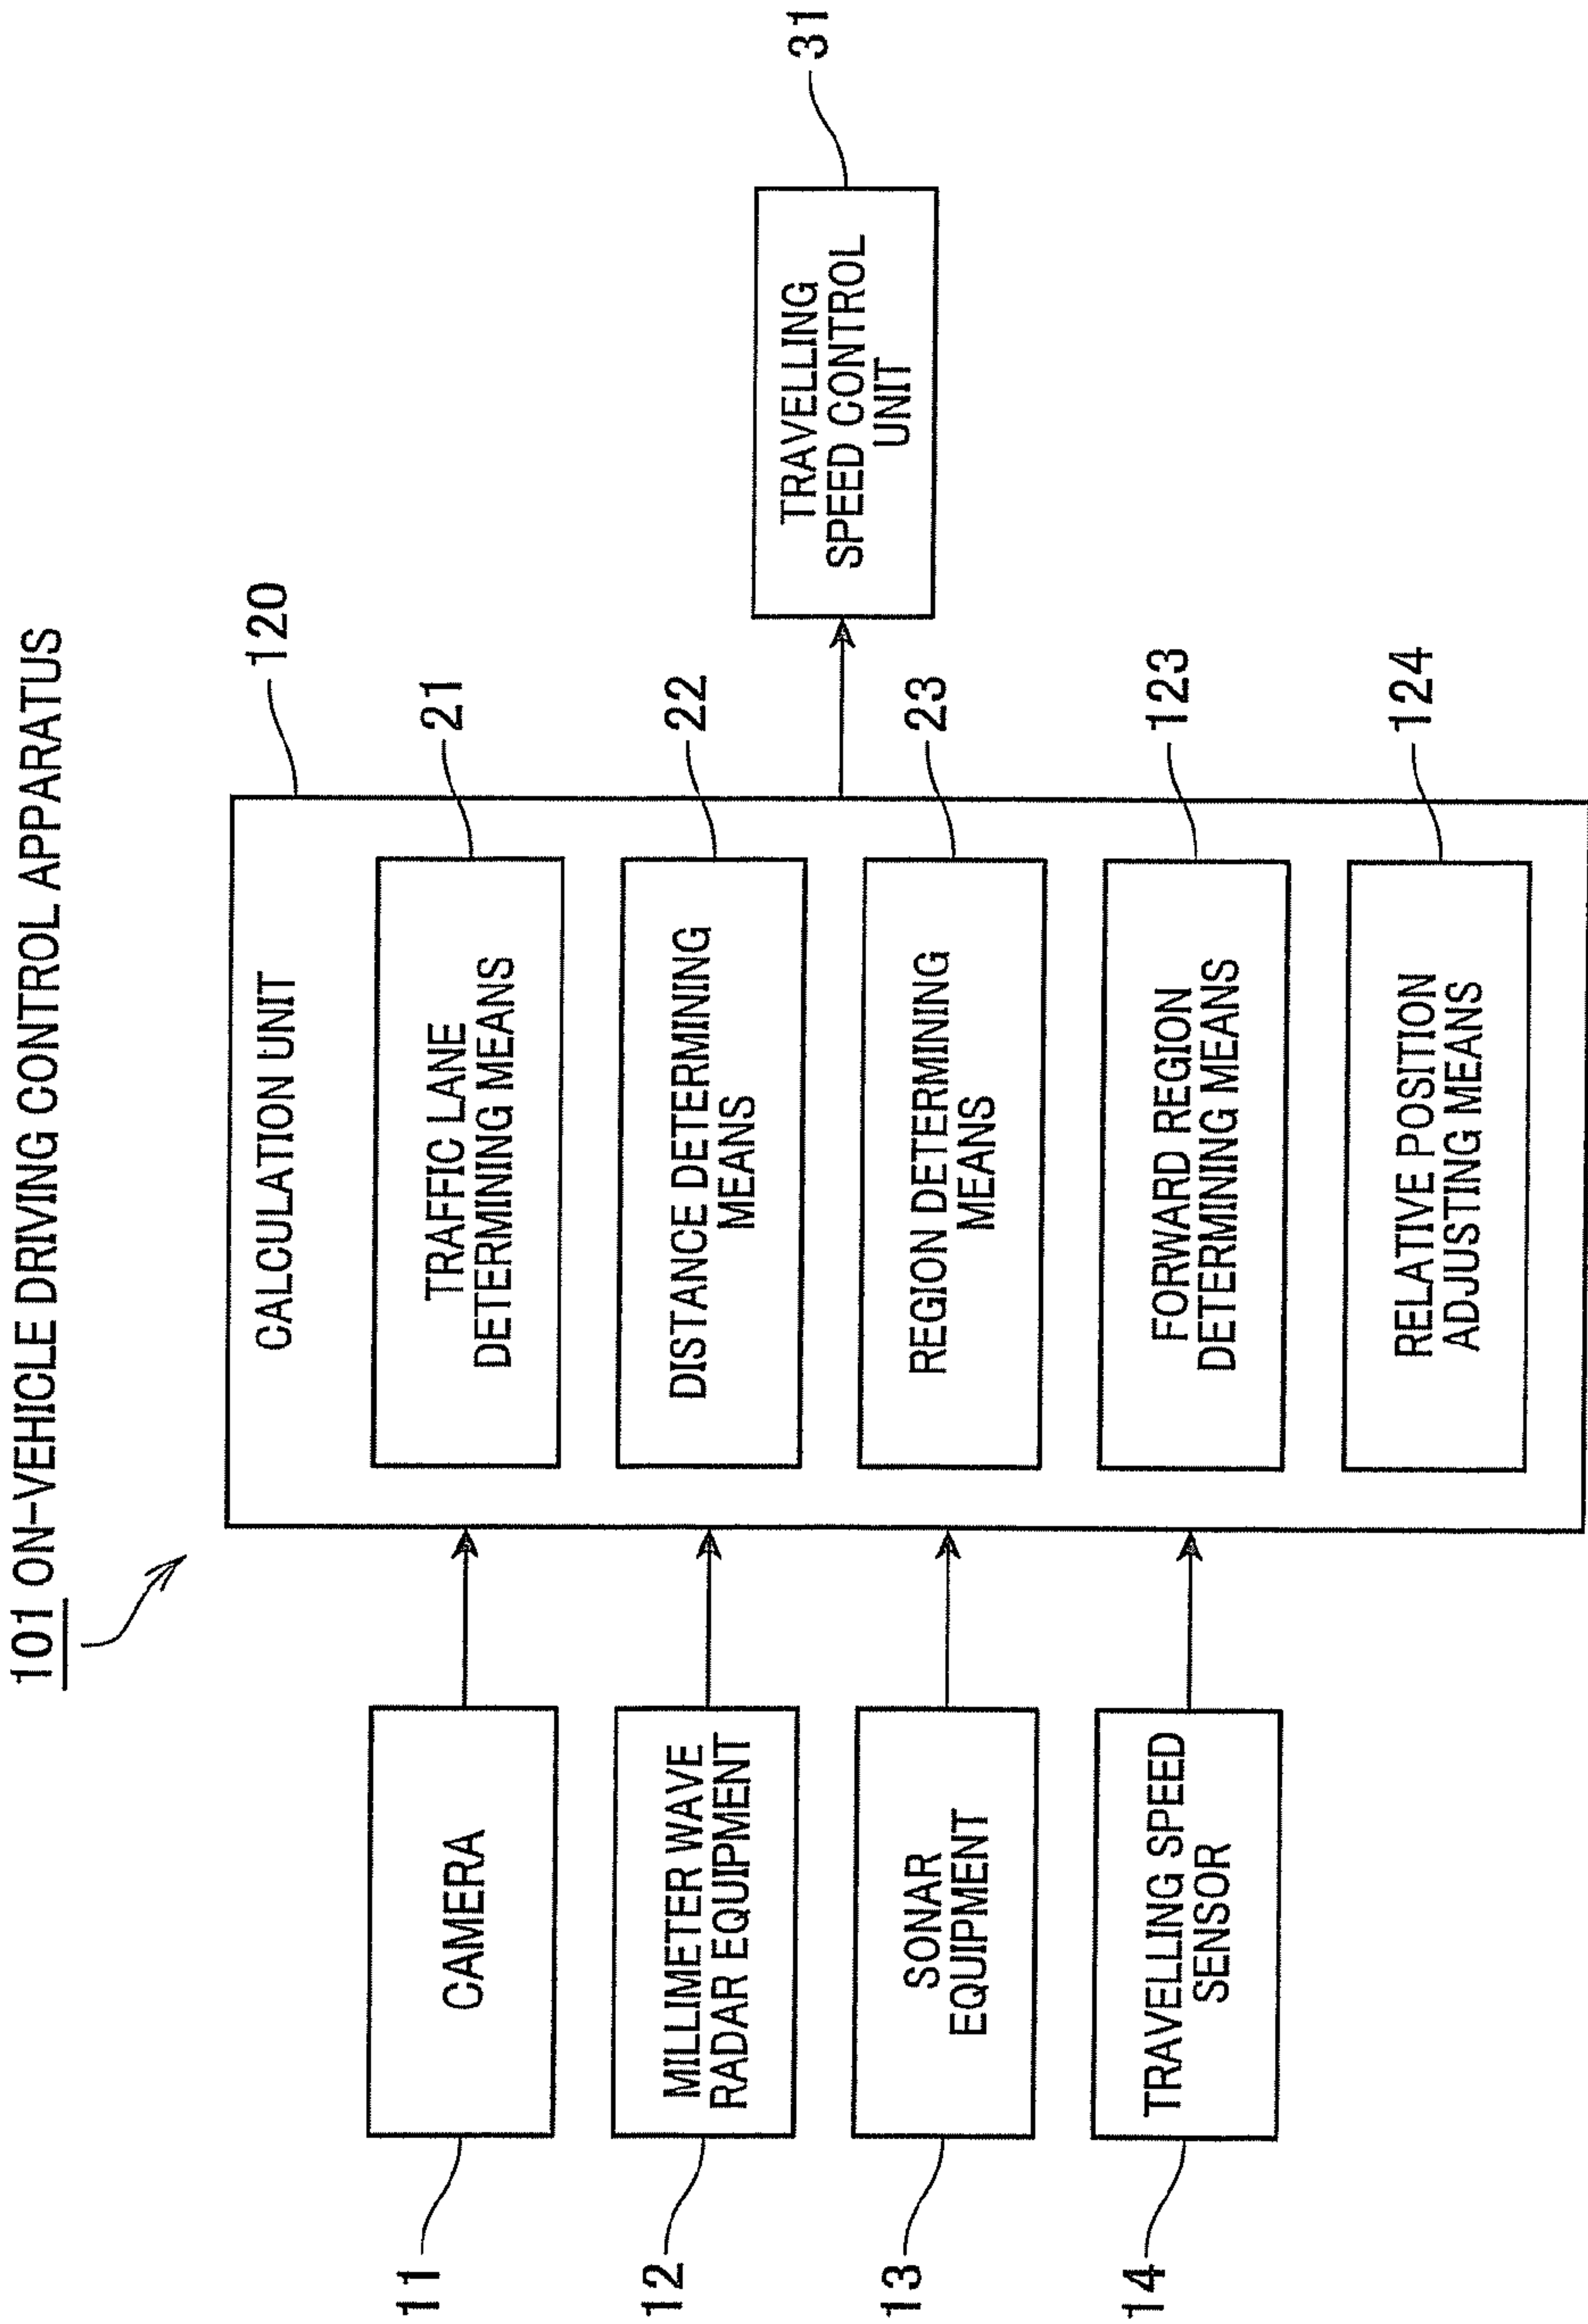 101 ON-VEHICLE DRIVING CONTROL APPARATUS
120
CALCULATION UNIT
11
CAMERA
TRAFFIC LANE
DETERMINING MEANS
21
12
MILLIMETER WAVE
RADAR EQUIPMENT
DISTANCE DETERMINING
MEANS
22
TRAVELLING
SPEED CONTROL
UNIT
31
13
SONAR
EQUIPMENT
REGION DETERMINING
MEANS
23
14
TRAVELLING SPEED
SENSOR
FORWARD REGION
DETERMINING MEANS
123
RELATIVE POSITION
ADJUSTING MEANS
124